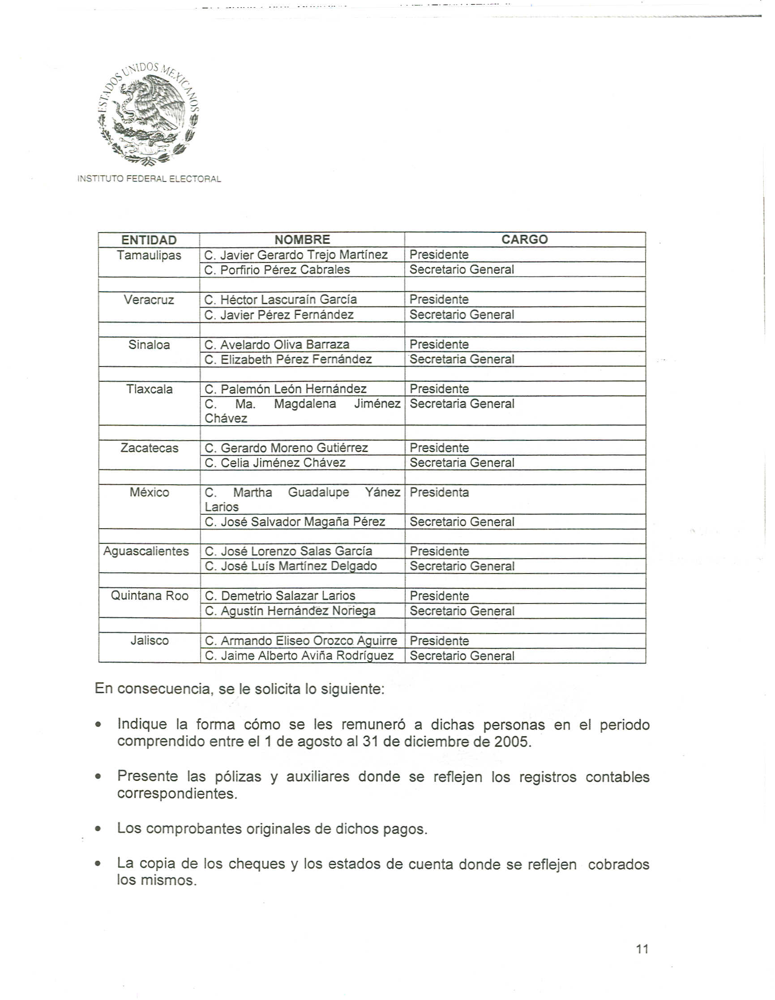 ESTADOS UNIDOS MEXICANOS
INSTITUTO FEDERAL ELECTORAL
ENTIDAD NOMBRE CARGO
Tamaulipas C. Javier Gerardo Trejo Martínez Presidente
C. Porfirio Pérez Cabrales Secretario General
Veracruz C. Héctor Lascuraín García Presidente
C. Javier Pérez Fernández Secretario General
Sinaloa C. Avelardo Oliva Barraza Presidente
C. Elizabeth Pérez Fernández Secretaria General
Tlaxcala C. Palemón León Hernández Presidente
C. Ma. Magdalena Jiménez Secretaria General
Chávez
Zacatecas C. Gerardo Moreno Gutiérrez Presidente
C. Celia Jiménez Chávez Secretaria General
México C. Martha Guadalupe Yánez Presidenta
Larios
C. José Salvador Magaña Pérez Secretario General
Aguascalientes C. José Lorenzo Salas García Presidente
C. José Luís Martínez Delgado Secretario General
Quintana Roo C. Demetrio Salazar Larios Presidente
C. Agustín Hernández Noriega Secretario General
Jalisco C. Armando Eliseo Orozco Aguirre Presidente
C. Jaime Alberto Aviña Rodríguez Secretario General
En consecuencia, se le solicita lo siguiente:
• Indique la forma cómo se les remuneró a dichas personas en el periodo
comprendido entre el 1 de agosto al 31 de diciembre de 2005.
• Presente las pólizas y auxiliares donde se reflejen los registros contables
correspondientes.
• Los comprobantes originales de dichos pagos.
• La copia de los cheques y los estados de cuenta donde se reflejen cobrados
los mismos.
11